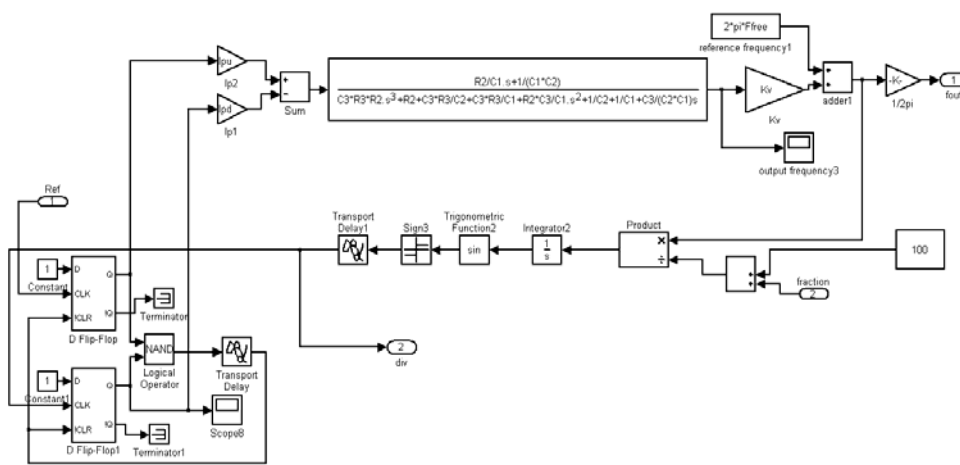 2*pi*Ffree
reference frequency1
Ipu
Ip2
Ipd
Ip1
+
−
Sum
R2/C1.s+1/(C1*C2)
C3*R3*R2.s^3+R2+C3*R3/C2+C3*R3/C1+R2*C3/C1.s^2+1/C2+1/C1+C3/(C2*C1)s
Kv
Kv
+
+
adder1
-K-
1/2pi
1
fout
output frequency3
Ref
1
Transport
Delay1
Sign3
Trigonometric
Function2
sin
Integrator2
1
s
Product
×
÷
+
+
100
fraction
2
1
Constant
D
CLK
!CLR
Q
!Q
D Flip-Flop
Terminator
NAND
Logical
Operator
Transport
Delay
2
div
1
Constant1
D
CLK
!CLR
Q
!Q
D Flip-Flop1
Terminator1
Scope8